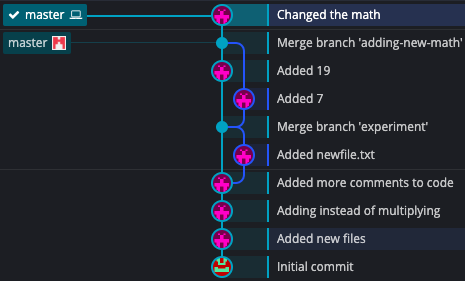 master Changed the math
master Merge branch 'adding-new-math'
Added 19
Added 7
Merge branch 'experiment'
Added newfile.txt
Added more comments to code
Adding instead of multiplying
Added new files
Initial commit